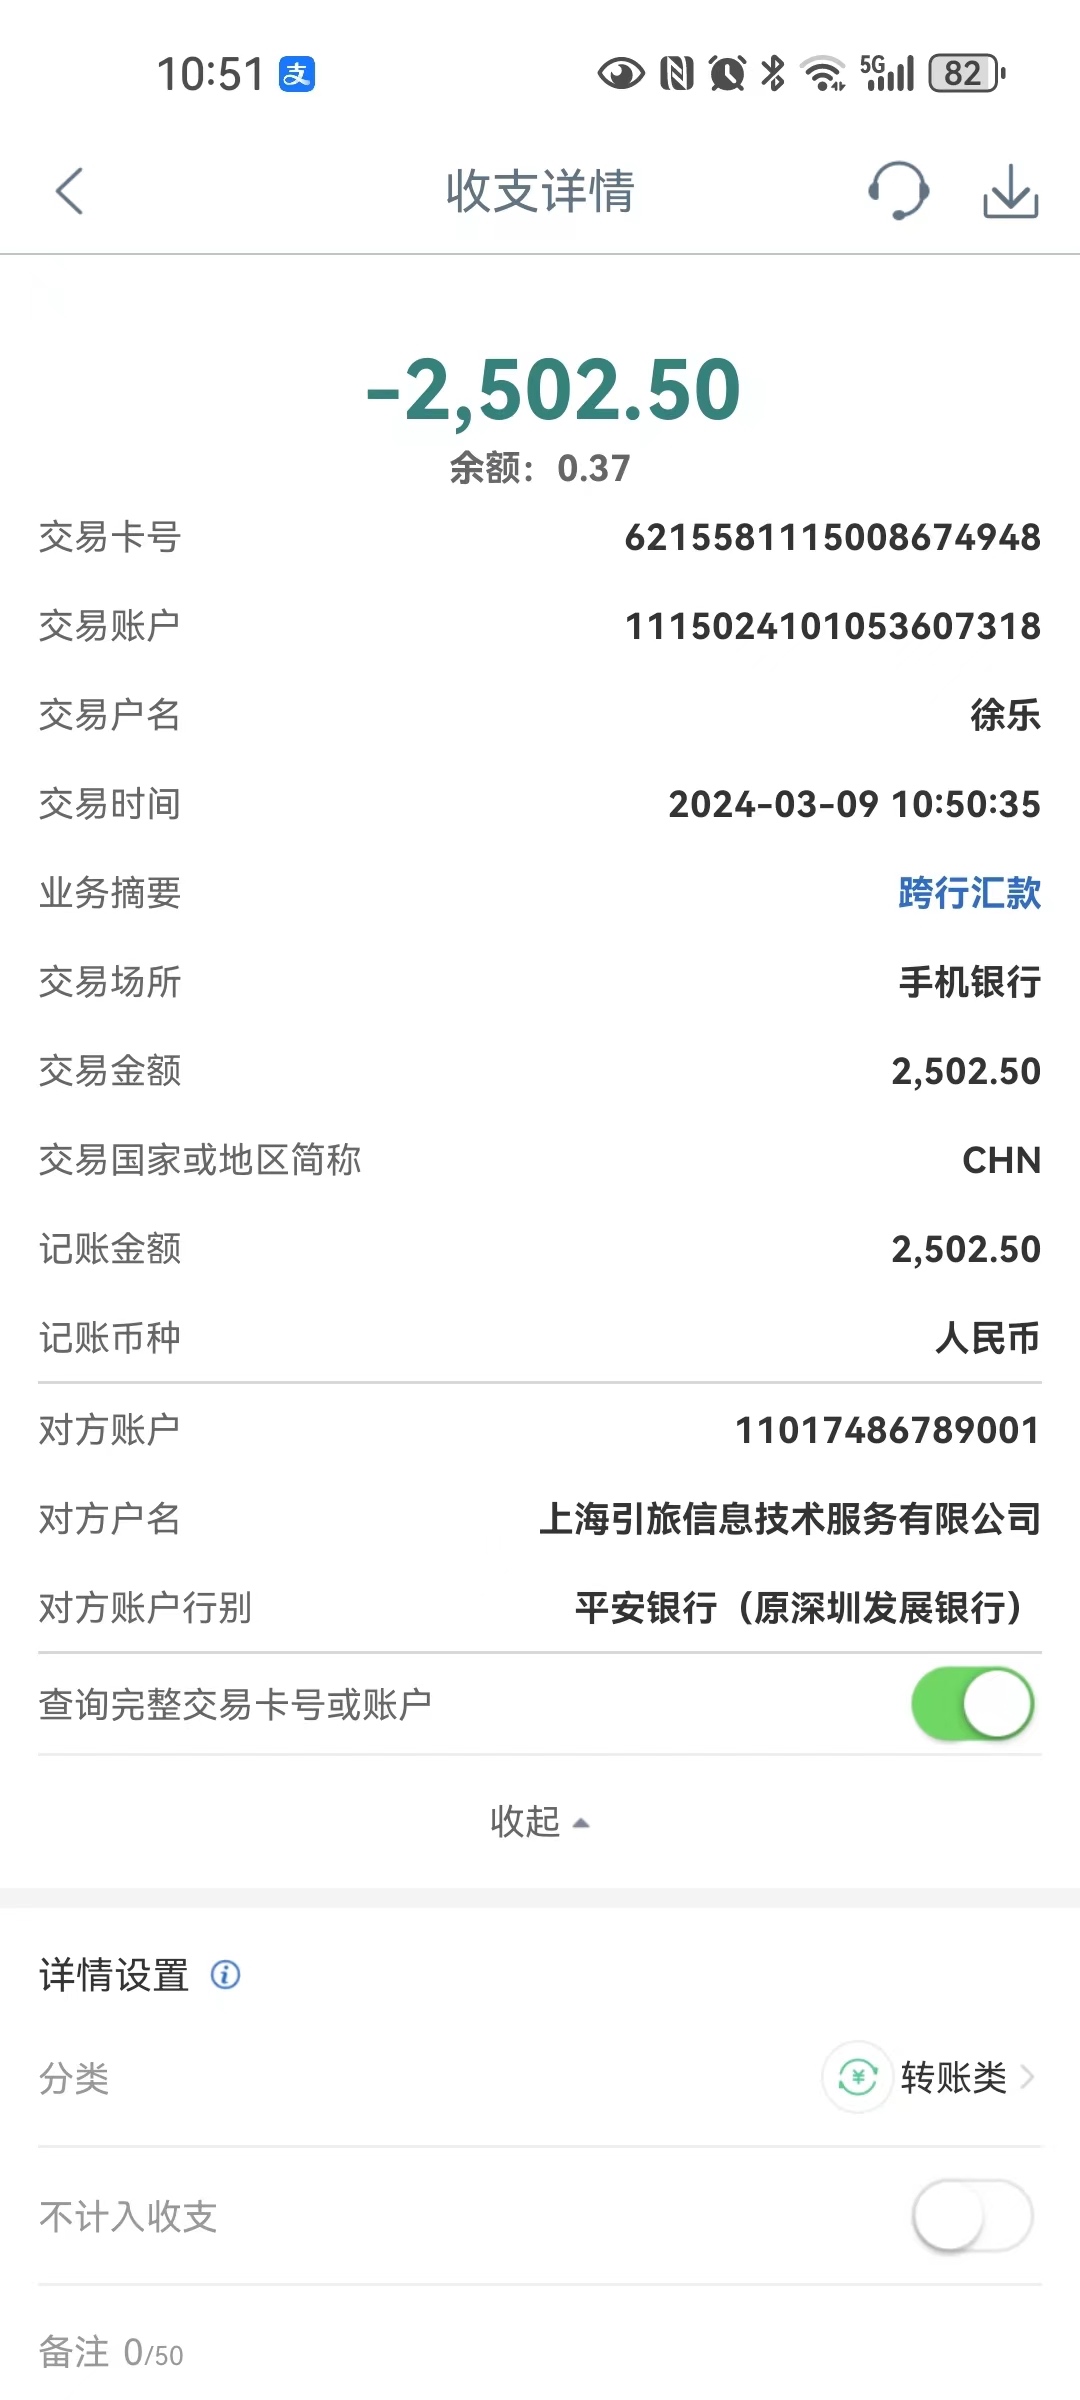 10:51 支 5G 82
收支详情
-2,502.50
余额：0.37
交易卡号 6215581115008674948
交易账户 1115024101053607318
交易户名 徐乐
交易时间 2024-03-09 10:50:35
业务摘要 跨行汇款
交易场所 手机银行
交易金额 2,502.50
交易国家或地区简称 CHN
记账金额 2,502.50
记账币种 人民币
对方账户 11017486789001
对方户名 上海引旅信息技术服务有限公司
对方账户行别 平安银行（原深圳发展银行）
查询完整交易卡号或账户
收起
详情设置 i
分类 ¥ 转账类
不计入收支
备注 0/50